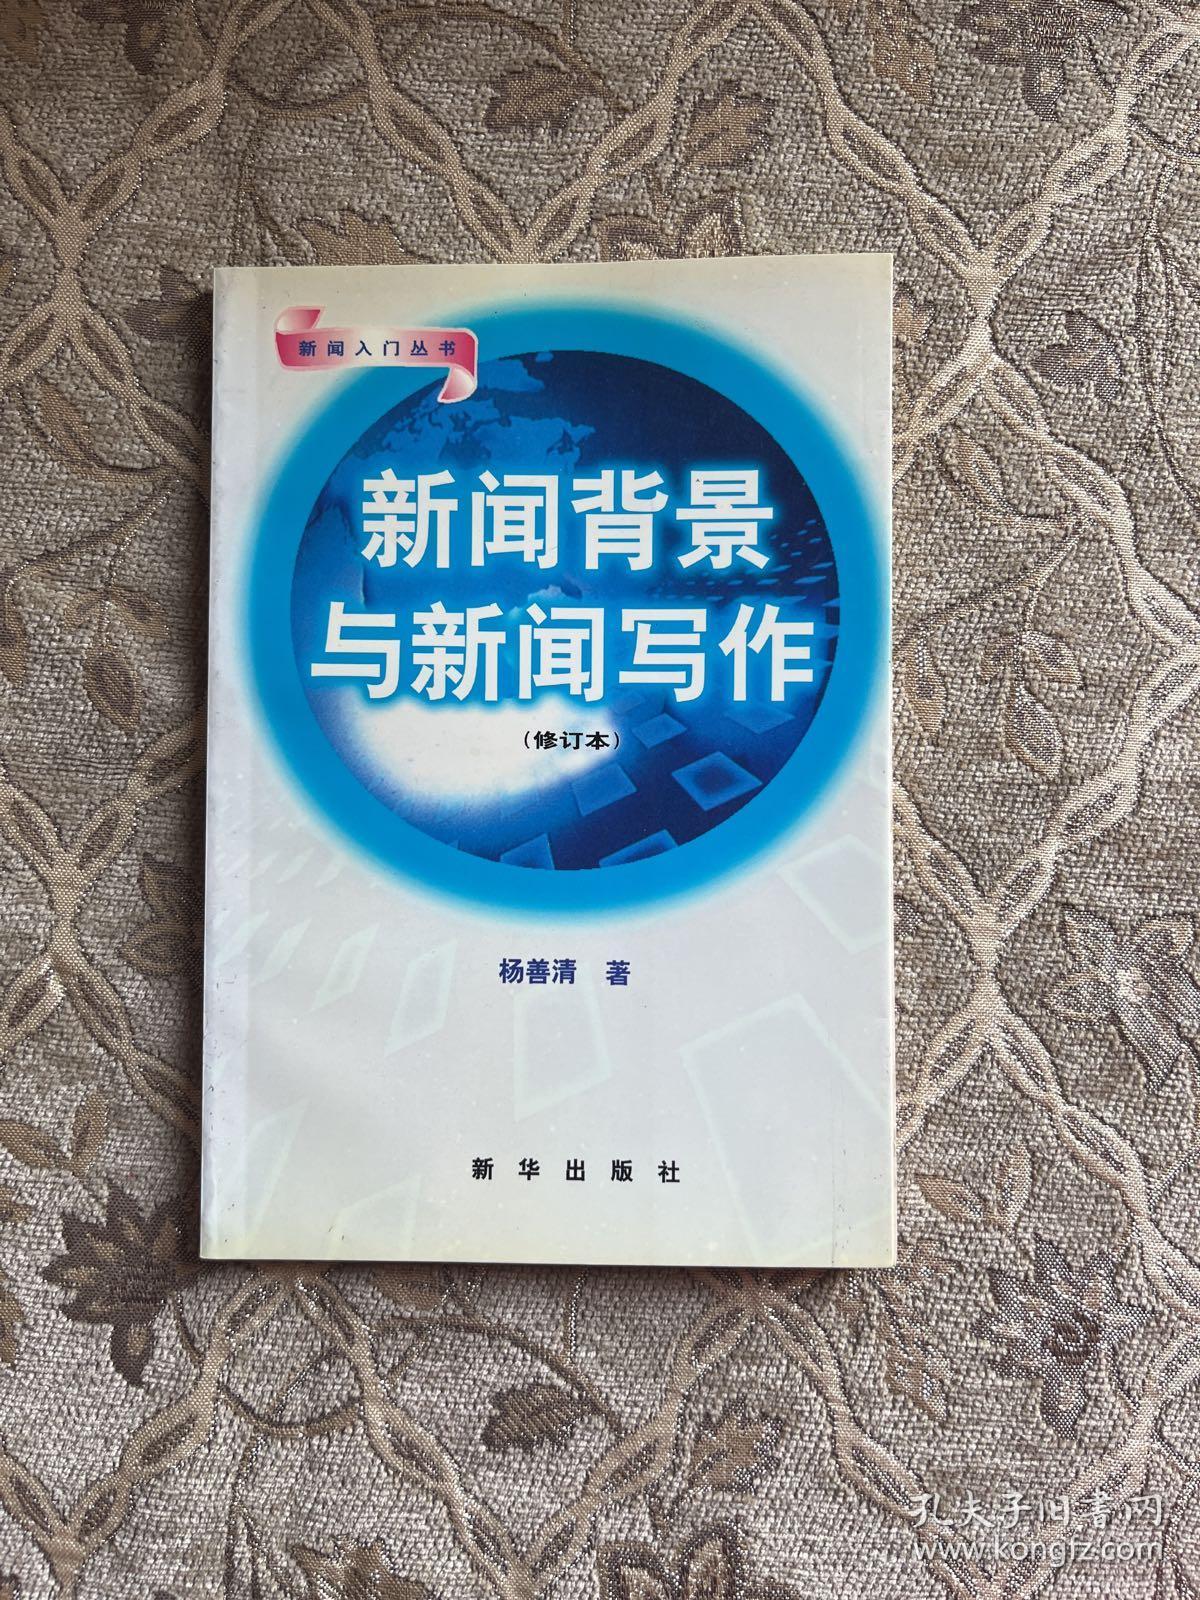 新闻入门丛书
新闻背景
与新闻写作
(修订本)
杨善清 著
新华出版社
孔夫子旧书网
www.kongfz.com